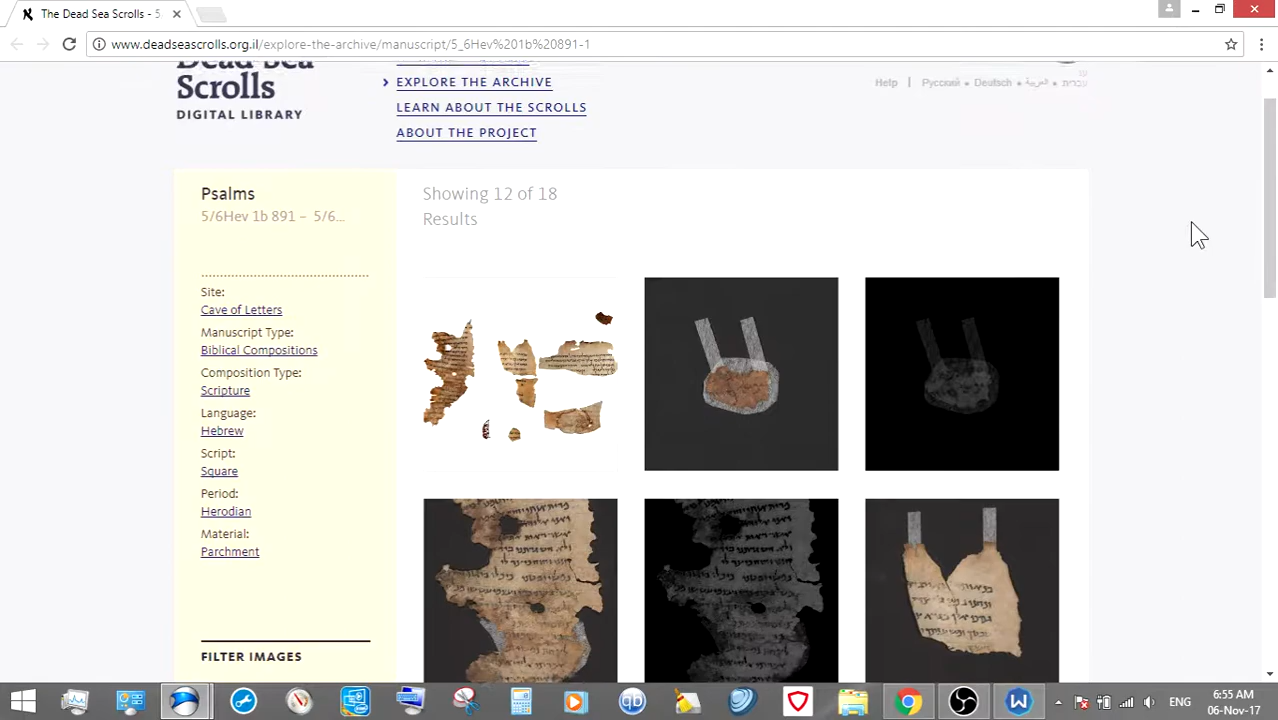 The Dead Sea Scrolls - 5
www.deadseascrolls.org.il/explore-the-archive/manuscript/5_6Hev%201b%20891-1
Dead Sea
Scrolls
DIGITAL LIBRARY
EXPLORE THE ARCHIVE
LEARN ABOUT THE SCROLLS
ABOUT THE PROJECT
Help | Русский • Deutsch • العربية • עברית
Psalms
5/6Hev 1b 891 – 5/6...
Showing 12 of 18
Results
Site:
Cave of Letters
Manuscript Type:
Biblical Compositions
Composition Type:
Scripture
Language:
Hebrew
Script:
Square
Period:
Herodian
Material:
Parchment
FILTER IMAGES
ENG
6:55 AM
06-Nov-17